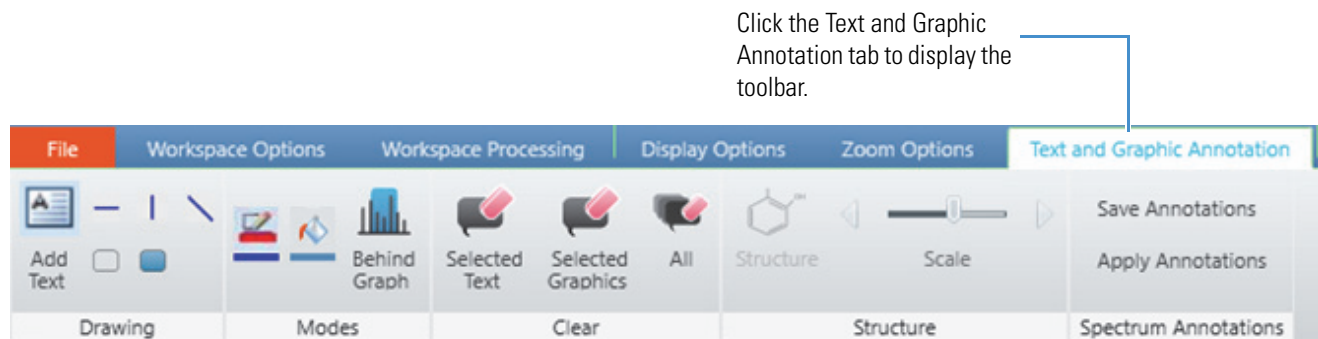 Click the Text and Graphic
Annotation tab to display the
toolbar.
File Workspace Options Workspace Processing Display Options Zoom Options Text and Graphic Annotation
A
OH
Save Annotations
Add Text
Behind Graph
Selected Text
Selected Graphics
All
Structure
Scale
Apply Annotations
Drawing Modes Clear Structure Spectrum Annotations